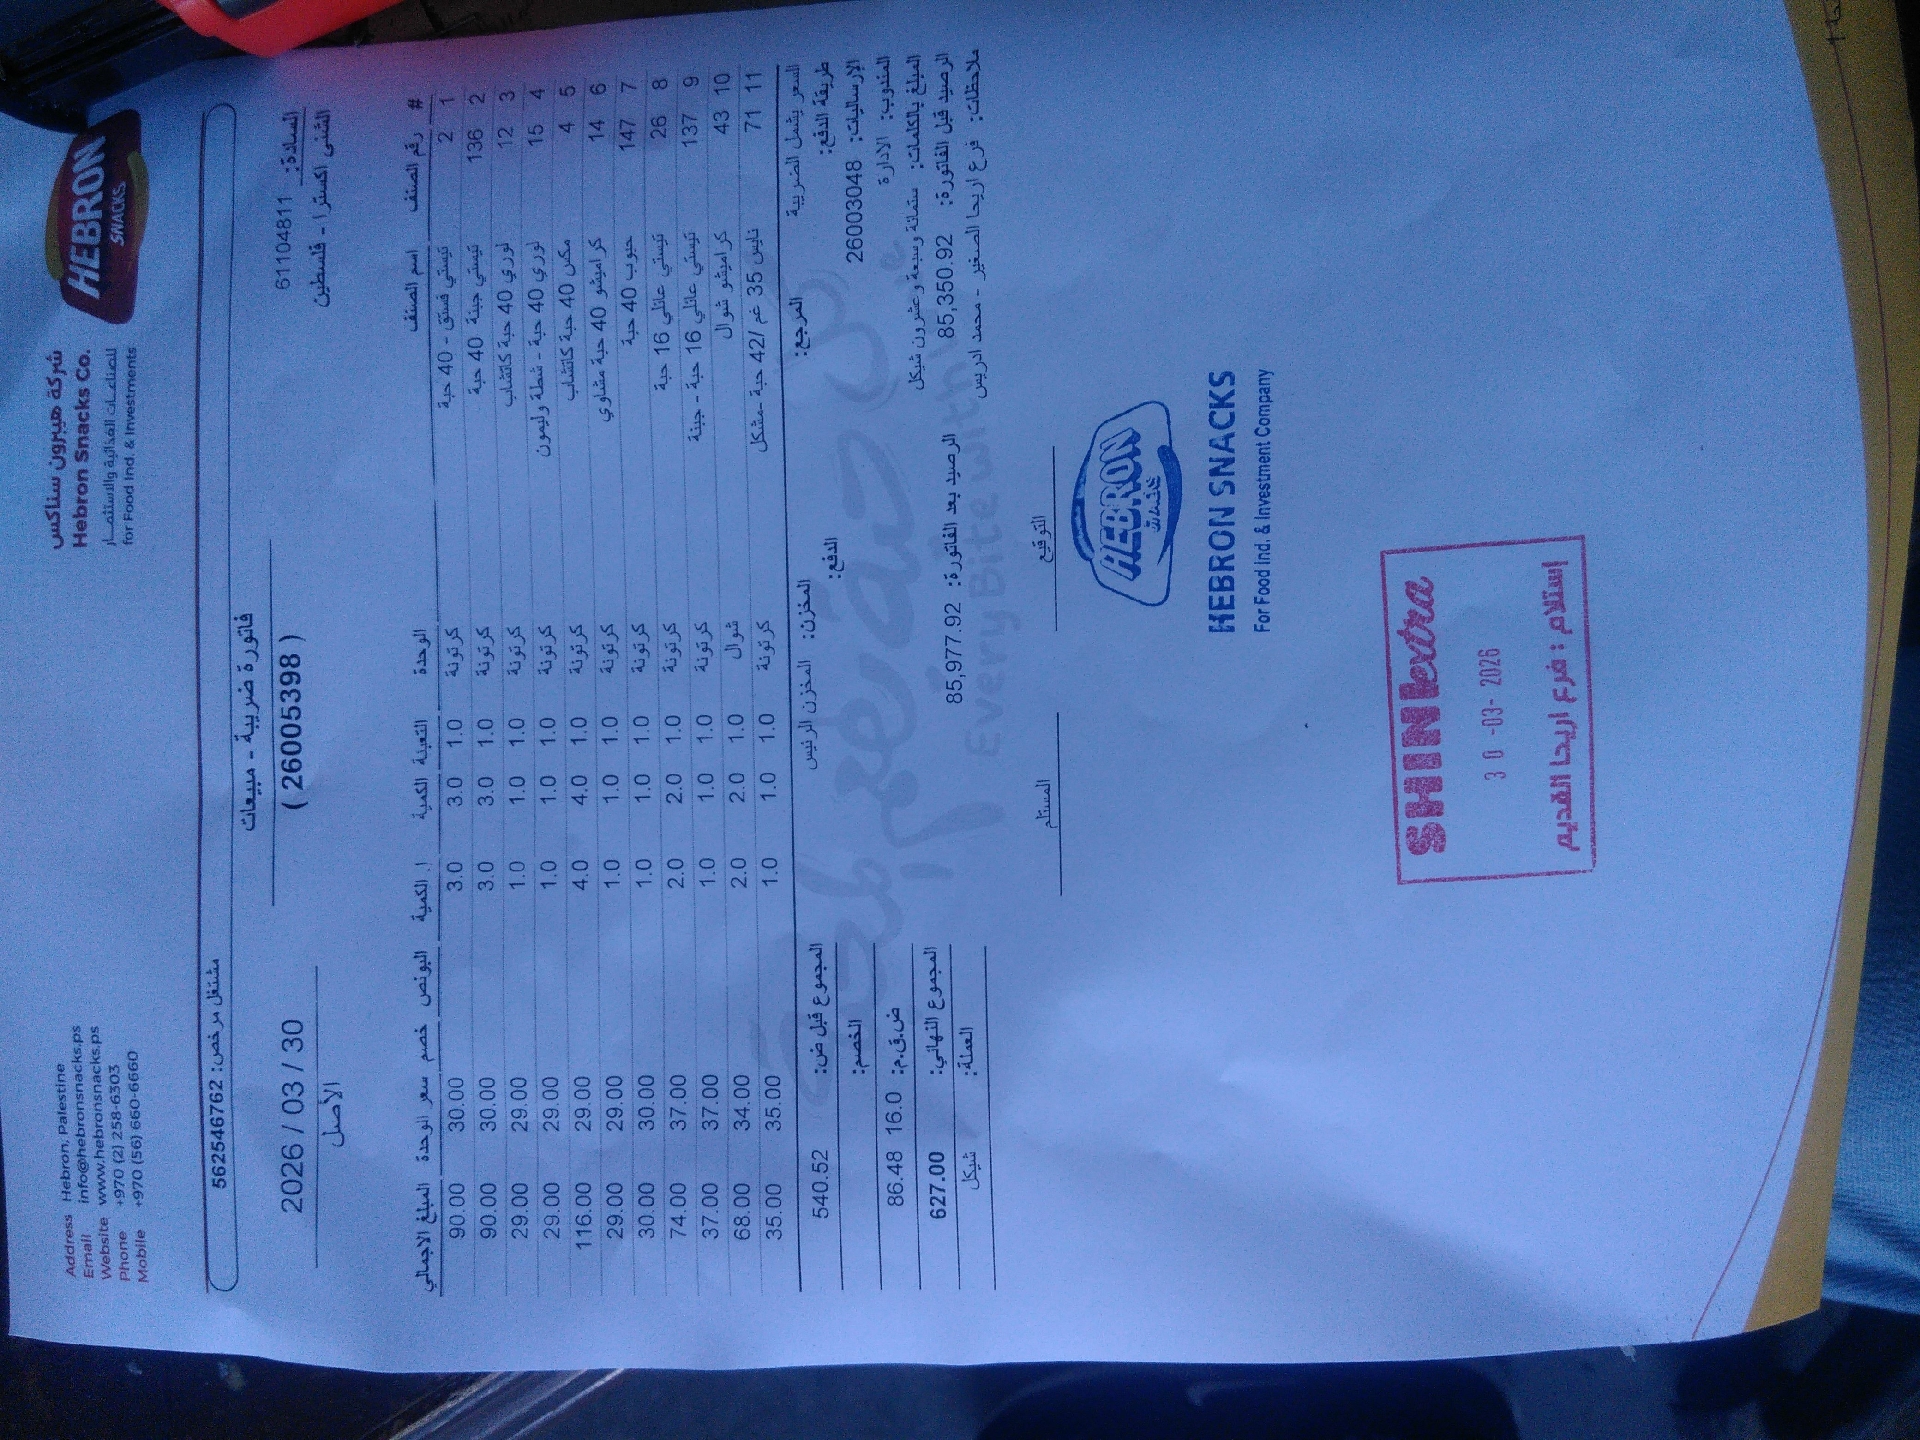 HEBRON
SNACKS
شركة هيبرون سناكس
Hebron Snacks Co.
للصناعات الغذائية والاستثمار
for Food Ind. & Investments
Address Hebron, Palestine
Email info@hebronsnacks.ps
Website www.hebronsnacks.ps
Phone +970 (2) 258-6303
Mobile +970 (56) 660-6660
مشتغل مرخص: 562546762
فاتورة ضريبية - مبيعات
( 26005398 )
السادة: 61104811
الشني اكسترا - فلسطين
2026 / 03 / 30
الأصل
# رقم الصنف اسم الصنف الوحدة التعبئة الكمية إ. الكمية البونص خصم سعر الوحدة المبلغ الاجمالي
1 2 تيستي فستق - 40 حبة كرتونة 1.0 3.0 3.0 30.00 90.00
2 136 تيستي جبنة 40 حبة كرتونة 1.0 3.0 3.0 30.00 90.00
3 12 لوري 40 حبة كاتشاب كرتونة 1.0 1.0 1.0 29.00 29.00
4 15 لوري 40 حبة - شطة وليمون كرتونة 1.0 1.0 1.0 29.00 29.00
5 4 مكس 40 حبة كاتشاب كرتونة 1.0 4.0 4.0 29.00 116.00
6 14 كراميشو 40 حبة مشاوي كرتونة 1.0 1.0 1.0 29.00 29.00
7 147 حبوب 40 حبة كرتونة 1.0 1.0 1.0 30.00 30.00
8 26 تيستي عائلي 16 حبة كرتونة 1.0 2.0 2.0 37.00 74.00
9 137 تيستي عائلي 16 حبة - جبنة كرتونة 1.0 1.0 1.0 37.00 37.00
10 43 كراميشو شوال شوال 1.0 2.0 2.0 34.00 68.00
11 71 نايس 35 غم /42 حبة -مشكل كرتونة 1.0 1.0 1.0 35.00 35.00
السعر يشمل الضريبة المرجع: المخزن: المخزن الرئيس
المجموع قبل ض: 540.52
طريقة الدفع: الدفع:
الخصم:
الإرساليات: 26003048
ض.ق.م: 16.0 86.48
المندوب: الادارة
المجموع النهائي: 627.00
المبلغ بالكلمات: ستمائة وسبعة وعشرون شيكل
العملة: شيكل
الرصيد قبل الفاتورة: 85,350.92 الرصيد بعد الفاتورة: 85,977.92
ملاحظات: فرع اريحا الصغير - محمد ادريس
Every Bite
التوقيع
المستلم
HEBRON
HEBRON SNACKS
For Food Ind. & Investment Company
SHINI extra
30 -03- 2026
إستلام : فرع اريحا القديم